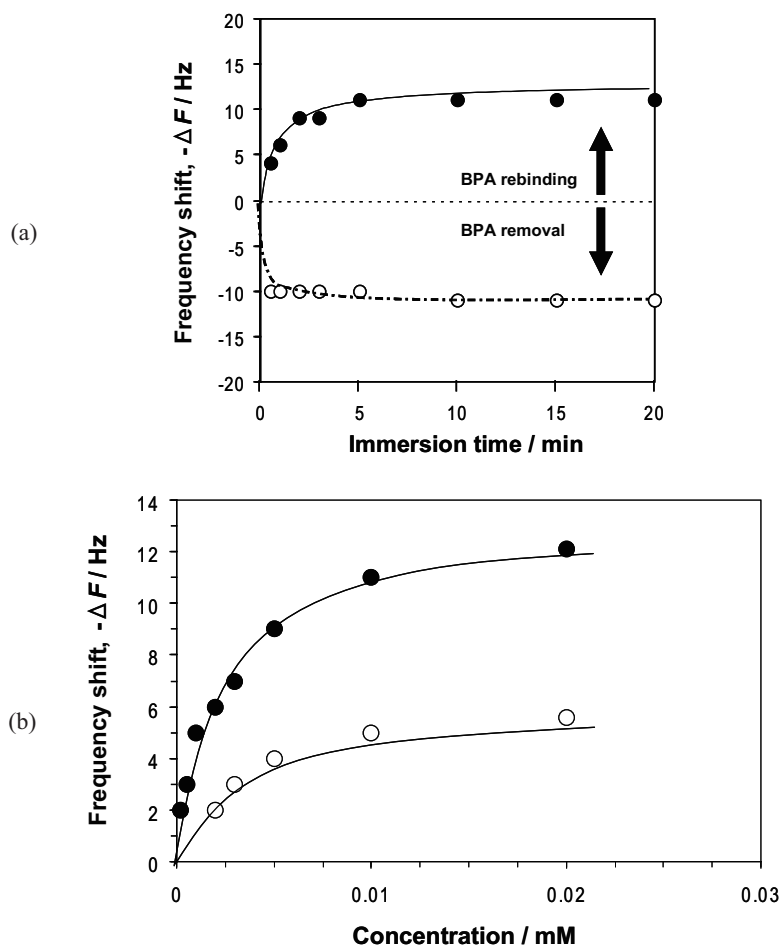 (a)
Frequency shift, -Δ F / Hz
20
15
10
5
0
-5
-10
-15
-20
BPA rebinding
BPA removal
0 5 10 15 20
Immersion time / min
(b)
Frequency shift, -Δ F / Hz
14
12
10
8
6
4
2
0
0 0.01 0.02 0.03
Concentration / mM